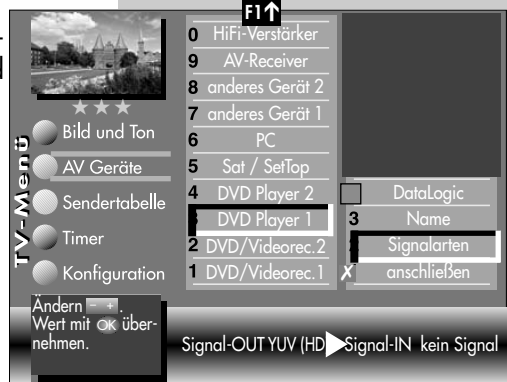 F1↑
0 HiFi-Verstärker
9 AV-Receiver
8 anderes Gerät 2
7 anderes Gerät 1
6 PC
5 Sat / SetTop
4 DVD Player 2
3 DVD Player 1
2 DVD/Videorec.2
1 DVD/Videorec.1
TV-Menü
Bild und Ton
AV Geräte
Sendertabelle
Timer
Konfiguration
DataLogic
3 Name
Signalarten
X anschließen
Ändern - + .
Wert mit OK über-
nehmen.
Signal-OUT YUV (HD Signal-IN kein Signal